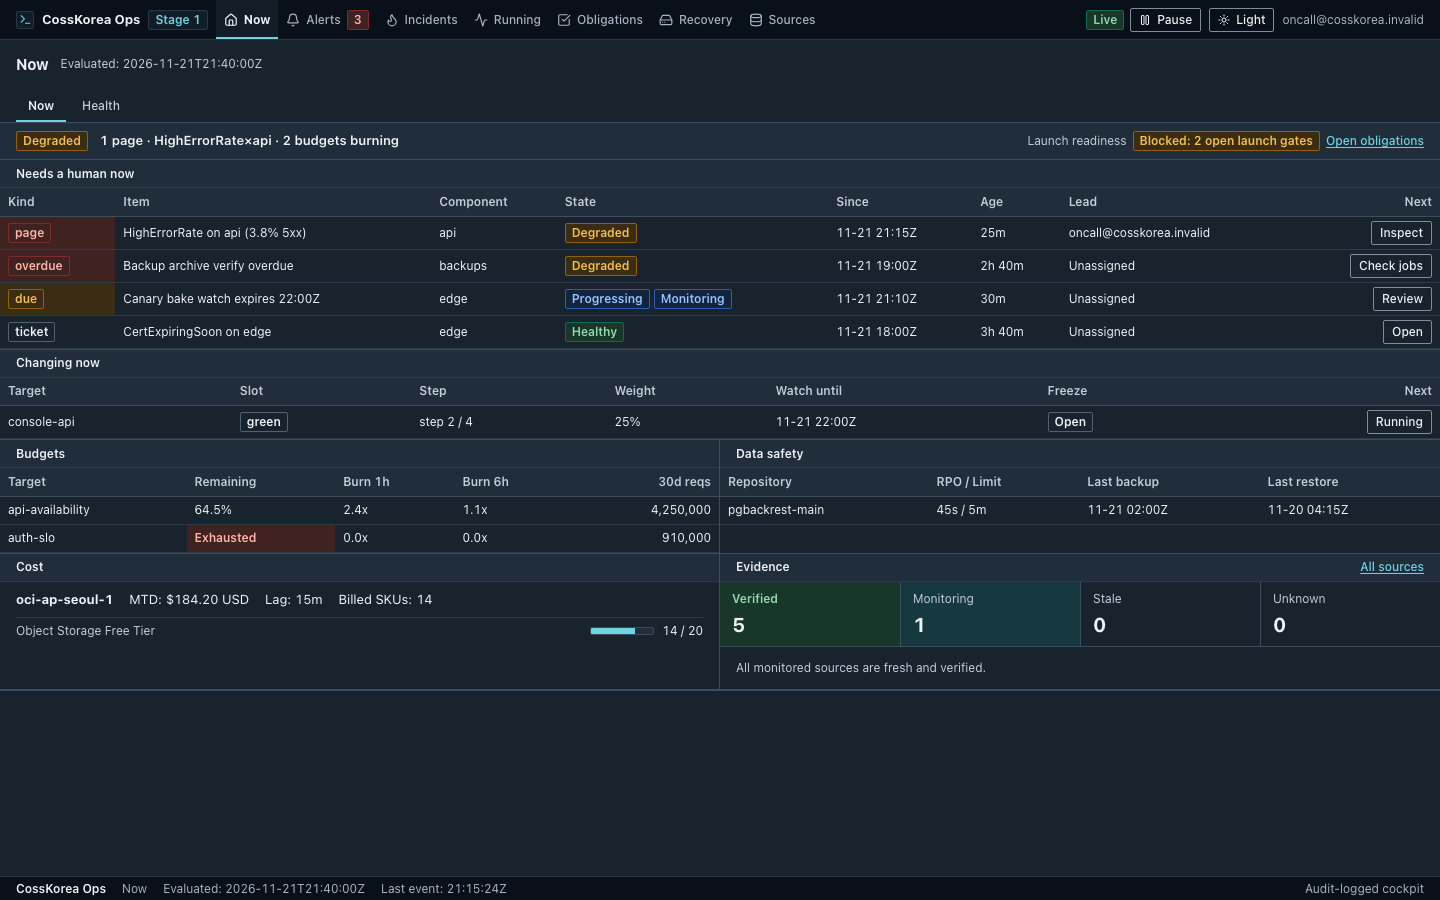 CossKorea Ops Stage 1 Now Alerts 3 Incidents Running Obligations Recovery Sources Live Pause Light oncall@cosskorea.invalid
Now Evaluated: 2026-11-21T21:40:00Z
Now Health
Degraded 1 page · HighErrorRate×api · 2 budgets burning Launch readiness Blocked: 2 open launch gates Open obligations
Needs a human now
Kind Item Component State Since Age Lead Next
page HighErrorRate on api (3.8% 5xx) api Degraded 11-21 21:15Z 25m oncall@cosskorea.invalid Inspect
overdue Backup archive verify overdue backups Degraded 11-21 19:00Z 2h 40m Unassigned Check jobs
due Canary bake watch expires 22:00Z edge Progressing Monitoring 11-21 21:10Z 30m Unassigned Review
ticket CertExpiringSoon on edge edge Healthy 11-21 18:00Z 3h 40m Unassigned Open
Changing now
Target Slot Step Weight Watch until Freeze Next
console-api green step 2 / 4 25% 11-21 22:00Z Open Running
Budgets
Target Remaining Burn 1h Burn 6h 30d reqs
api-availability 64.5% 2.4x 1.1x 4,250,000
auth-slo Exhausted 0.0x 0.0x 910,000
Data safety
Repository RPO / Limit Last backup Last restore
pgbackrest-main 45s / 5m 11-21 02:00Z 11-20 04:15Z
Cost
oci-ap-seoul-1 MTD: $184.20 USD Lag: 15m Billed SKUs: 14
Object Storage Free Tier 14 / 20
Evidence All sources
Verified Monitoring Stale Unknown
5 1 0 0
All monitored sources are fresh and verified.
CossKorea Ops Now Evaluated: 2026-11-21T21:40:00Z Last event: 21:15:24Z Audit-logged cockpit